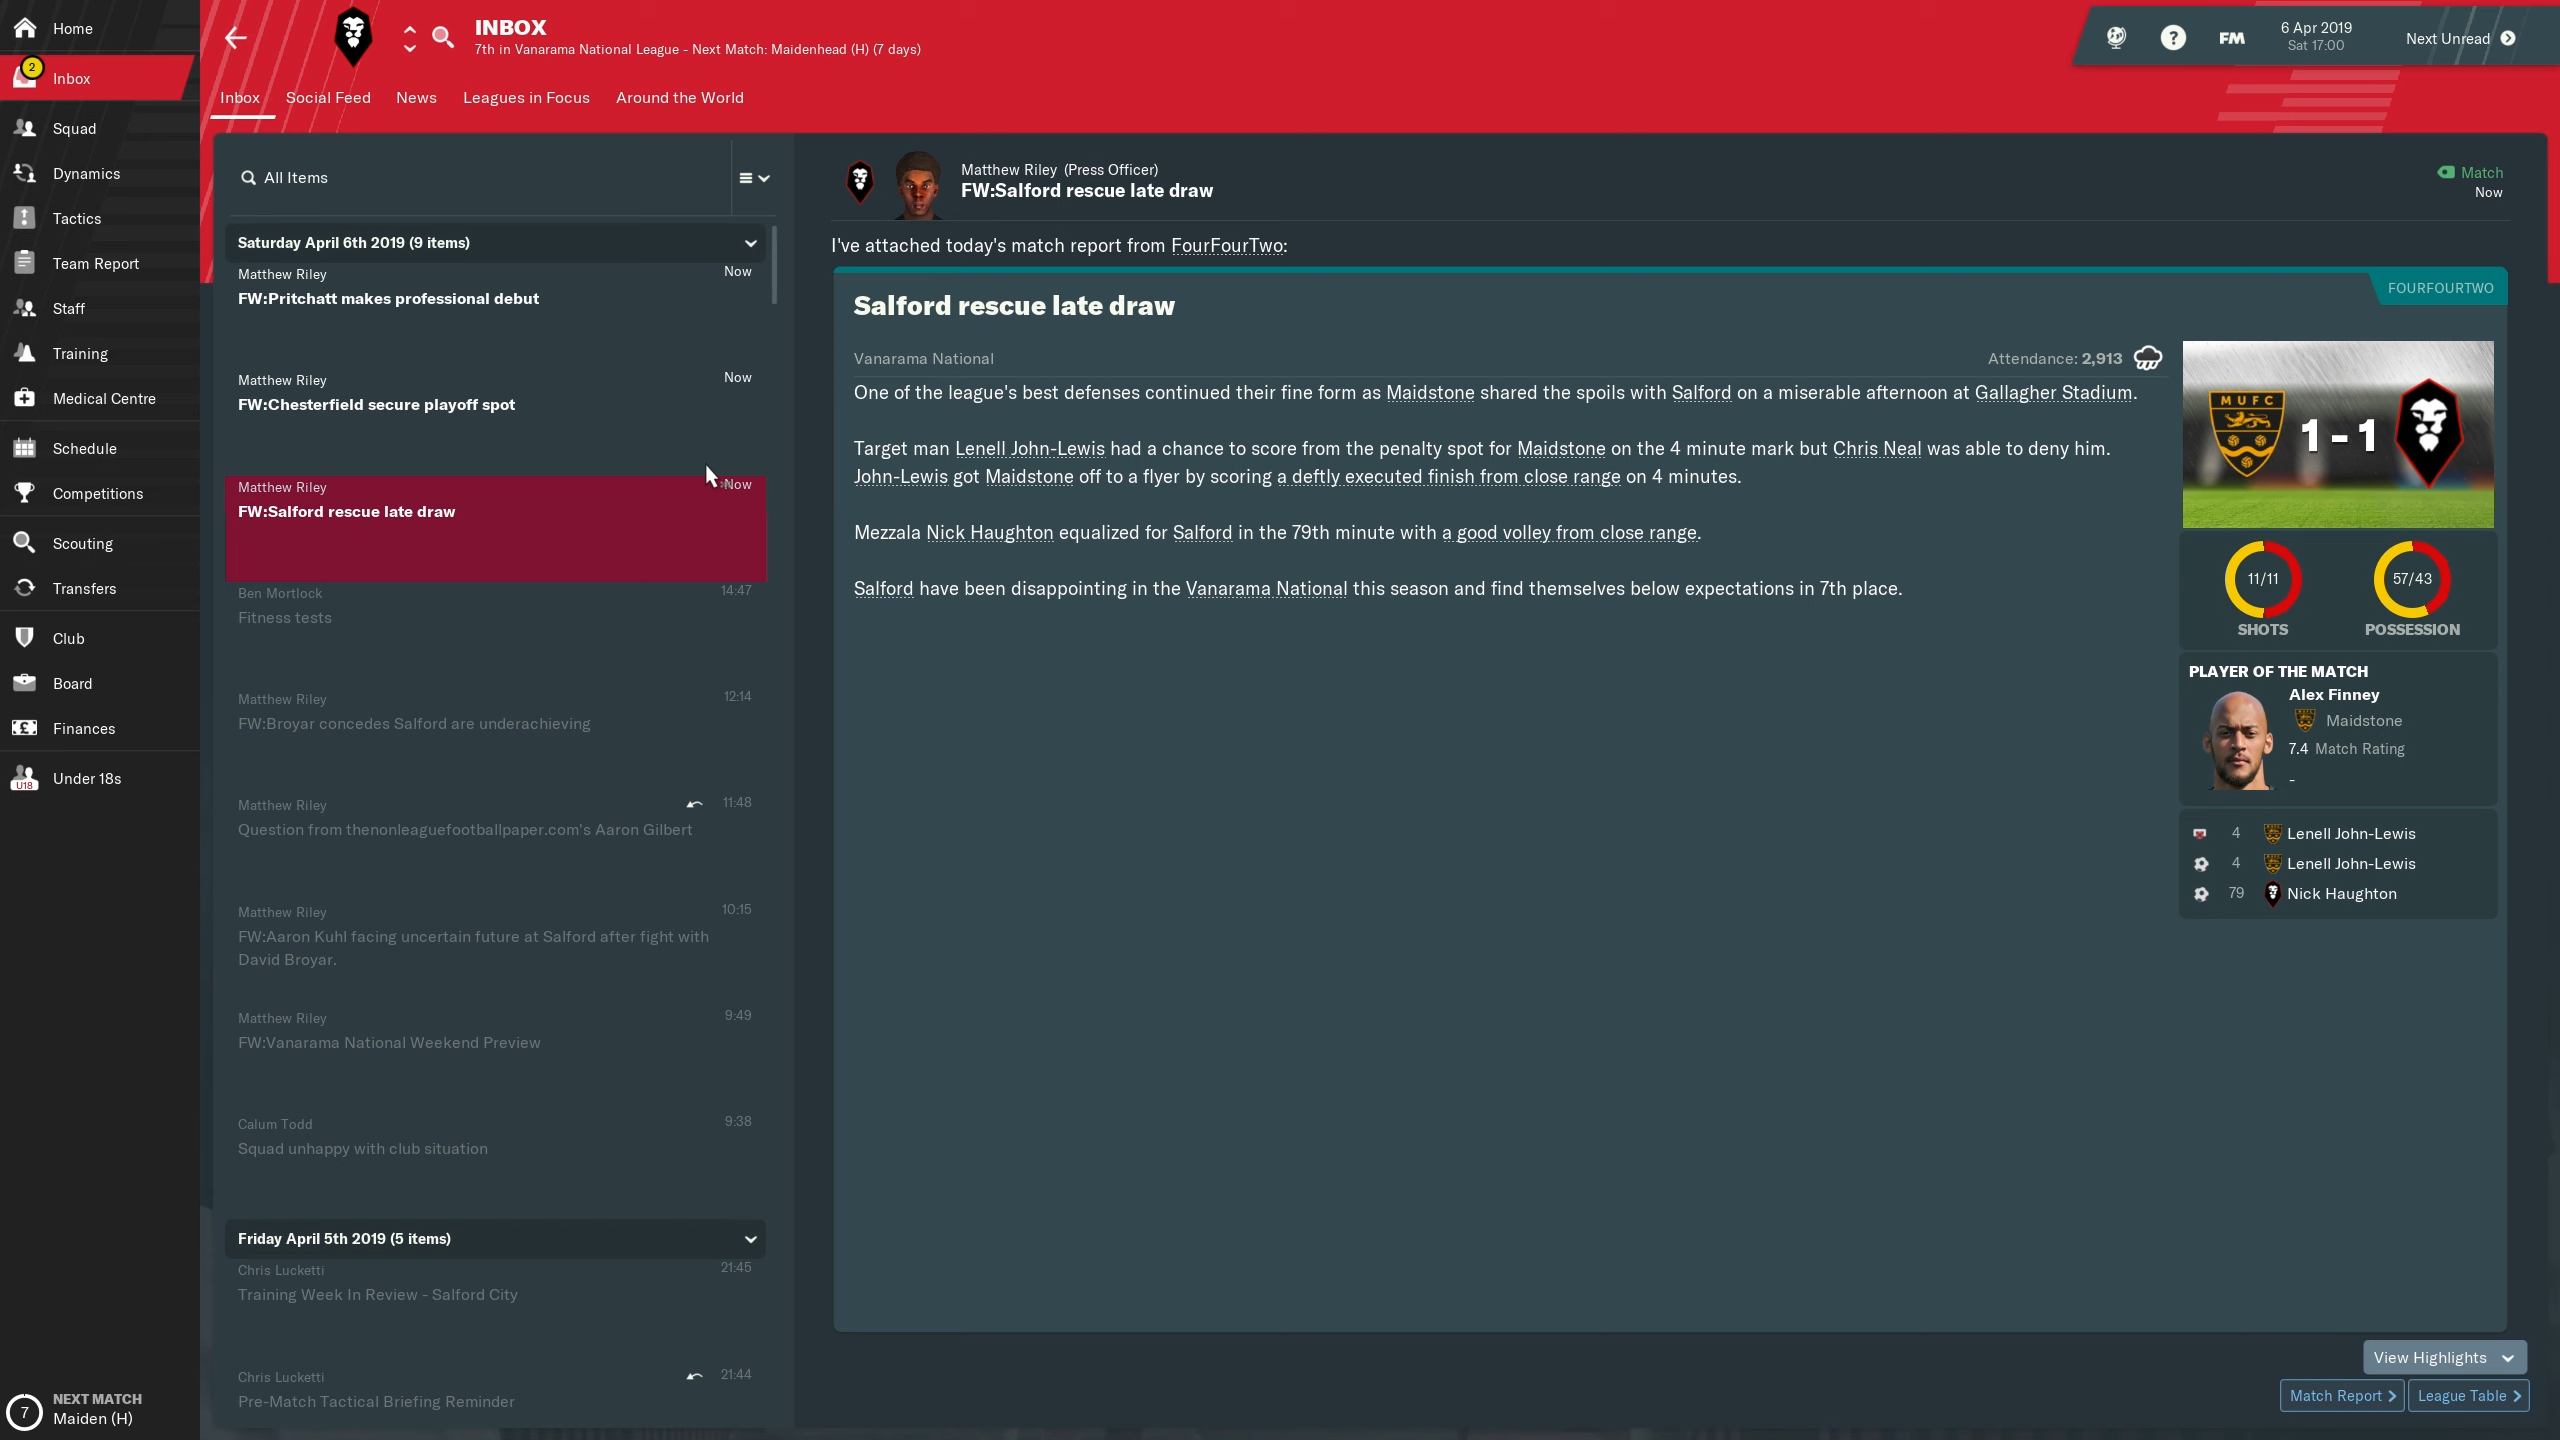 Home
2
Inbox
Squad
Dynamics
Tactics
Team Report
Staff
Training
Medical Centre
Schedule
Competitions
Scouting
Transfers
Club
Board
Finances
U18
Under 18s
7
NEXT MATCH
Maiden (H)
INBOX
7th in Vanarama National League - Next Match: Maidenhead (H) (7 days)
?
FM
6 Apr 2019
Sat 17:00
Next Unread
Inbox Social Feed News Leagues in Focus Around the World
All Items
Saturday April 6th 2019 (9 items)
Matthew Riley Now
FW:Pritchatt makes professional debut
Matthew Riley Now
FW:Chesterfield secure playoff spot
Matthew Riley Now
FW:Salford rescue late draw
Ben Mortlock 14:47
Fitness tests
Matthew Riley 12:14
FW:Broyar concedes Salford are underachieving
Matthew Riley 11:48
Question from thenonleaguefootballpaper.com's Aaron Gilbert
Matthew Riley 10:15
FW:Aaron Kuhl facing uncertain future at Salford after fight with
David Broyar.
Matthew Riley 9:49
FW:Vanarama National Weekend Preview
Calum Todd 9:38
Squad unhappy with club situation
Friday April 5th 2019 (5 items)
Chris Lucketti 21:45
Training Week In Review - Salford City
Chris Lucketti 21:44
Pre-Match Tactical Briefing Reminder
Matthew Riley (Press Officer)
FW:Salford rescue late draw
Match
Now
I've attached today's match report from FourFourTwo:
FOURFOURTWO
Salford rescue late draw
Vanarama National Attendance: 2,913
One of the league's best defenses continued their fine form as Maidstone shared the spoils with Salford on a miserable afternoon at Gallagher Stadium.
Target man Lenell John-Lewis had a chance to score from the penalty spot for Maidstone on the 4 minute mark but Chris Neal was able to deny him.
John-Lewis got Maidstone off to a flyer by scoring a deftly executed finish from close range on 4 minutes.
Mezzala Nick Haughton equalized for Salford in the 79th minute with a good volley from close range.
Salford have been disappointing in the Vanarama National this season and find themselves below expectations in 7th place.
MUFC
1 - 1
11/11
57/43
SHOTS POSSESSION
PLAYER OF THE MATCH
Alex Finney
Maidstone
7.4 Match Rating
-
4 Lenell John-Lewis
4 Lenell John-Lewis
79 Nick Haughton
View Highlights
Match Report
League Table